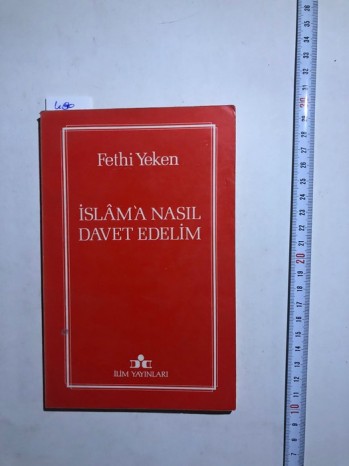 Fethi Yeken
İSLÂM'A NASIL
DAVET EDELİM
İLİM YAYINLARI